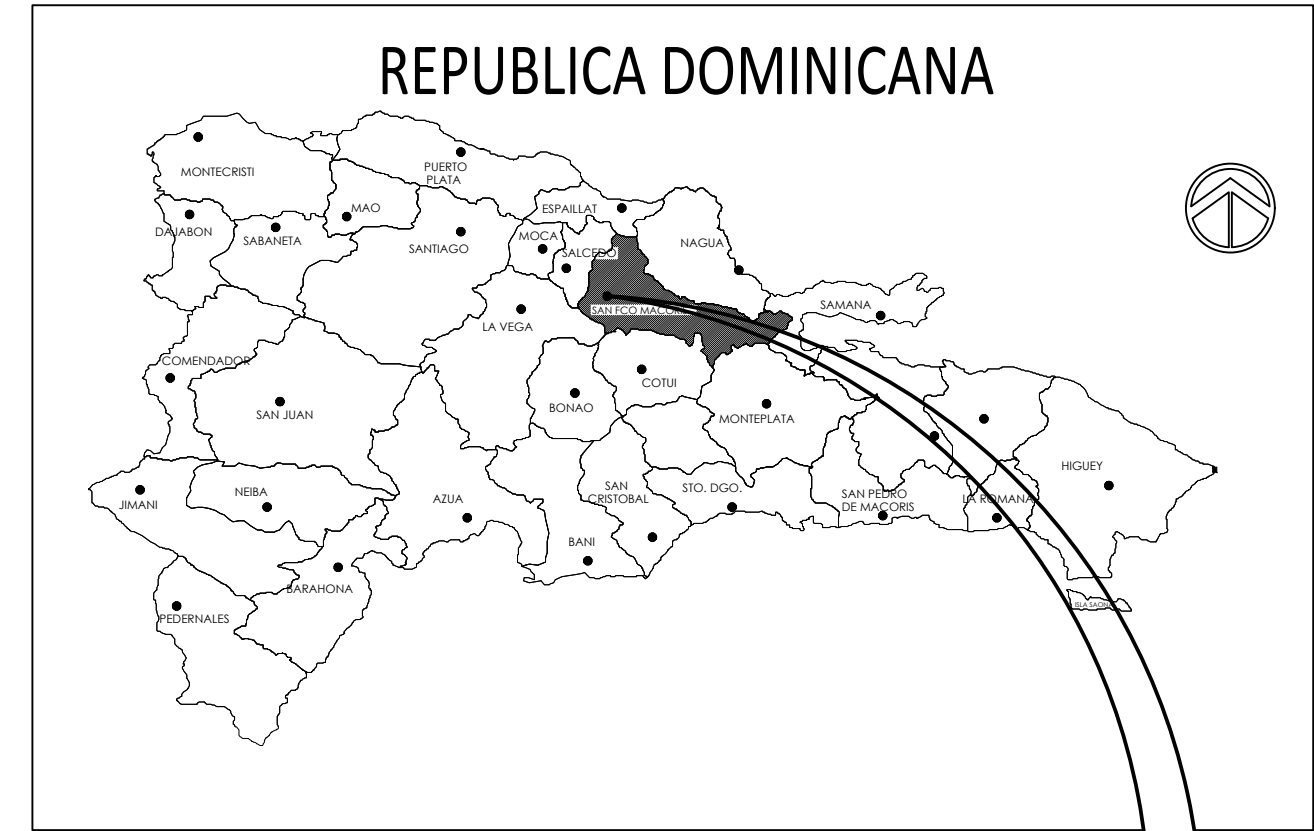 REPUBLICA DOMINICANA
MONTECRISTI
PUERTO
PLATA
MAO
ESPAILLAT
DAJABON
SABANETA
SANTIAGO
MOCA
SALCEDO
NAGUA
SAMANA
SAN FCO MACORIS
LA VEGA
COMENDADOR
SAN JUAN
BONAO
COTUI
MONTEPLATA
HIGUEY
JIMANI
NEIBA
AZUA
SAN
CRISTOBAL
STO. DGO.
SAN PEDRO
DE MACORIS
LA ROMANA
BANI
BARAHONA
PEDERNALES
ISLA SAONA